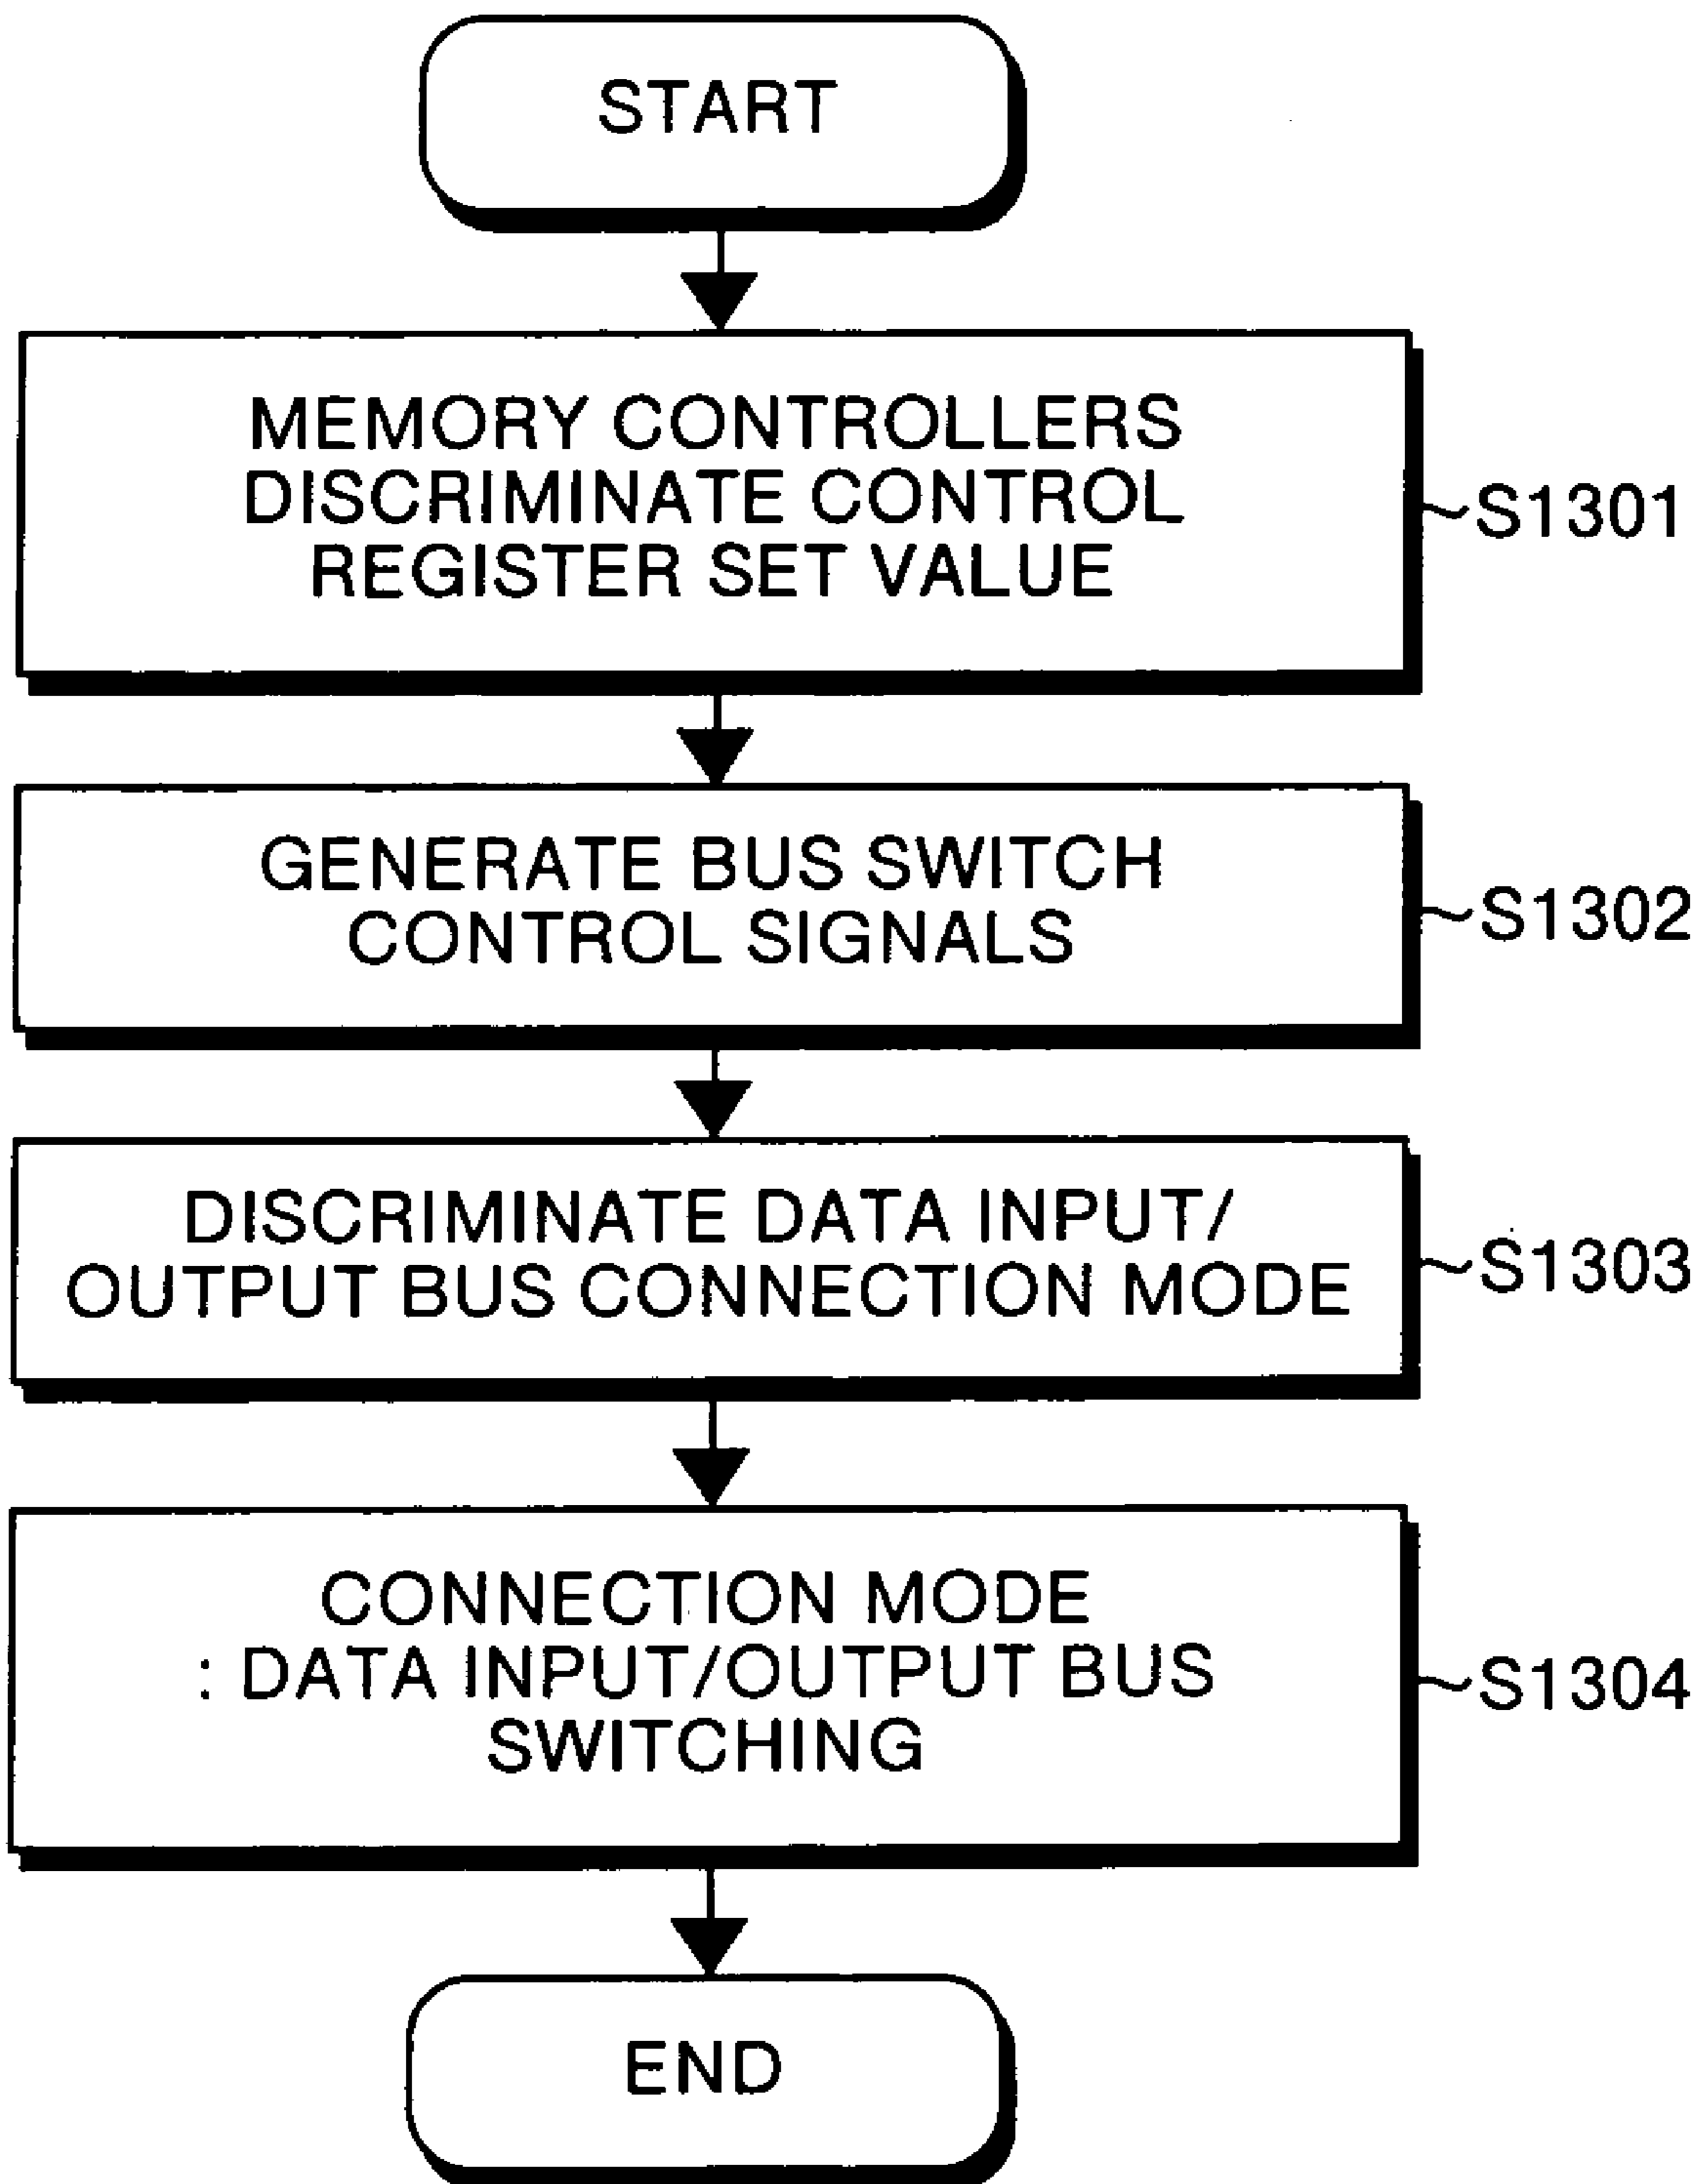 START
MEMORY CONTROLLERS
DISCRIMINATE CONTROL
REGISTER SET VALUE
S1301
GENERATE BUS SWITCH
CONTROL SIGNALS
S1302
DISCRIMINATE DATA INPUT/
OUTPUT BUS CONNECTION MODE
S1303
CONNECTION MODE
: DATA INPUT/OUTPUT BUS
SWITCHING
S1304
END